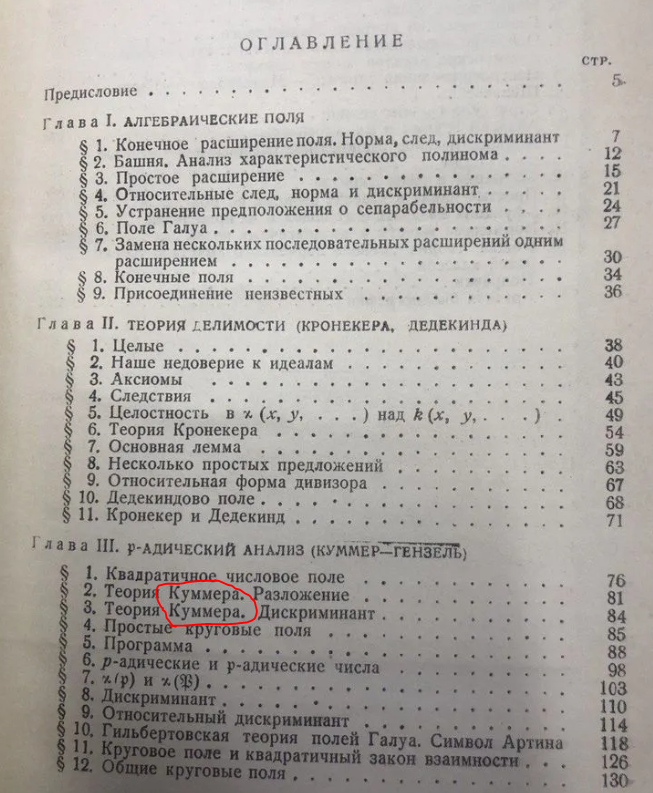 ОГЛАВЛЕНИЕ
СТР.
Предисловие . . . . . . . . . . . . . . . . . . . . . . . . 5
Глава I. АЛГЕБРАИЧЕСКИЕ ПОЛЯ
§ 1. Конечное расширение поля. Норма, след, дискриминант 7
§ 2. Башня. Анализ характеристического полинома . . . . 12
§ 3. Простое расширение . . . . . . . . . . . . . . . . 15
§ 4. Относительные след, норма и дискриминант . . . . . 21
§ 5. Устранение предположения о сепарабельности . . . . 24
§ 6. Поле Галуа . . . . . . . . . . . . . . . . . . . . 27
§ 7. Замена нескольких последовательных расширений одним
расширением . . . . . . . . . . . . . . . . . . . 30
§ 8. Конечные поля . . . . . . . . . . . . . . . . . . 34
§ 9. Присоединение неизвестных . . . . . . . . . . . . 36
Глава II. ТЕОРИЯ ДЕЛИМОСТИ (КРОНЕКЕРА, ДЕДЕКИНДА)
§ 1. Целые . . . . . . . . . . . . . . . . . . . . . . 38
§ 2. Наше недоверие к идеалам . . . . . . . . . . . . . 40
§ 3. Аксиомы . . . . . . . . . . . . . . . . . . . . . 43
§ 4. Следствия . . . . . . . . . . . . . . . . . . . . 45
§ 5. Целостность в ϰ (x, y, . . .) над k (x, y, . . . ) . . . . 49
§ 6. Теория Кронекера . . . . . . . . . . . . . . . . . 54
§ 7. Основная лемма . . . . . . . . . . . . . . . . . . 59
§ 8. Несколько простых предложений . . . . . . . . . . 63
§ 9. Относительная форма дивизора . . . . . . . . . . . 67
§ 10. Дедекиндово поле . . . . . . . . . . . . . . . . . 68
§ 11. Кронекер и Дедекинд . . . . . . . . . . . . . . . 71
Глава III. 𝔭-АДИЧЕСКИЙ АНАЛИЗ (КУММЕР—ГЕНЗЕЛЬ)
§ 1. Квадратичное числовое поле . . . . . . . . . . . . 76
§ 2. Теория Куммера. Разложение . . . . . . . . . . . . 81
§ 3. Теория Куммера. Дискриминант . . . . . . . . . . . 84
§ 4. Простые круговые поля . . . . . . . . . . . . . . 85
§ 5. Программа . . . . . . . . . . . . . . . . . . . . 88
§ 6. p-адические и 𝔭-адические числа . . . . . . . . . . 98
§ 7. ϰ(𝔭) и ϰ(𝔓) . . . . . . . . . . . . . . . . . . . . 103
§ 8. Дискриминант . . . . . . . . . . . . . . . . . . . 110
§ 9. Относительный дискриминант . . . . . . . . . . . . 114
§ 10. Гильбертовская теория полей Галуа. Символ Артина 118
§ 11. Круговое поле и квадратичный закон взаимности . . . 126
§ 12. Общие круговые поля . . . . . . . . . . . . . . . 130